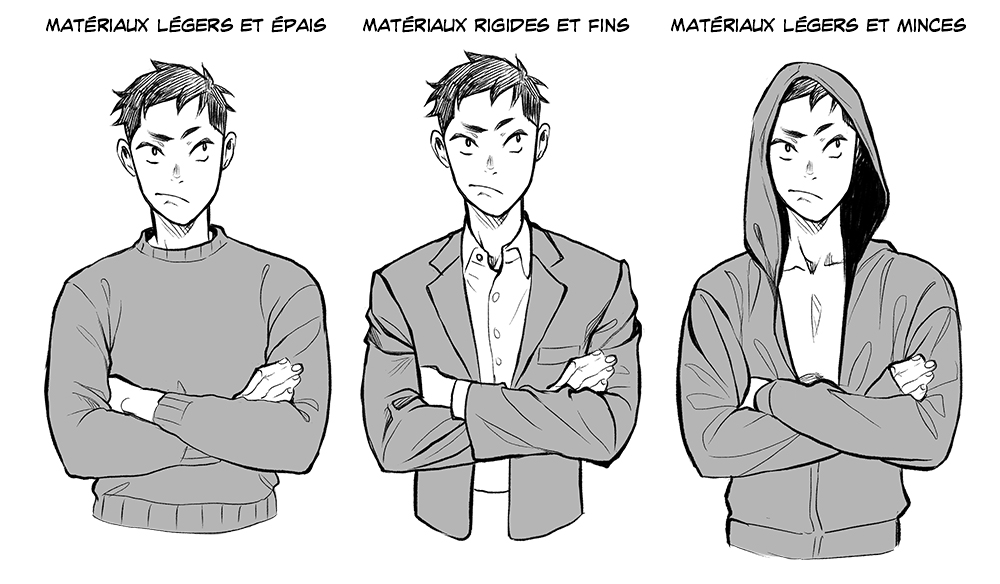 MATÉRIAUX LÉGERS ET ÉPAIS
MATÉRIAUX RIGIDES ET FINS
MATÉRIAUX LÉGERS ET MINCES